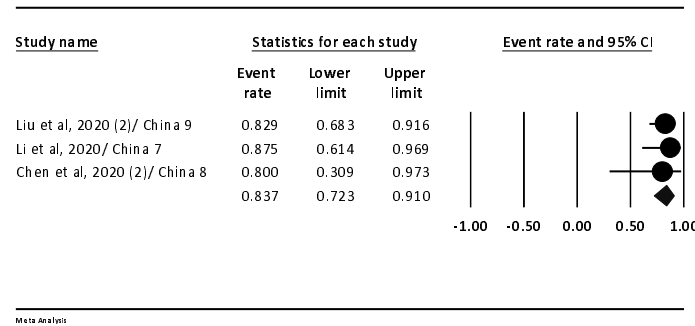 Study name Statistics for each study Event rate and 95% CI
Event Lower Upper
rate limit limit
Liu et al, 2020 (2)/ China 9 0.829 0.683 0.916
Li et al, 2020/ China 7 0.875 0.614 0.969
Chen et al, 2020 (2)/ China 8 0.800 0.309 0.973
0.837 0.723 0.910
-1.00 -0.50 0.00 0.50 1.00
Meta Analysis